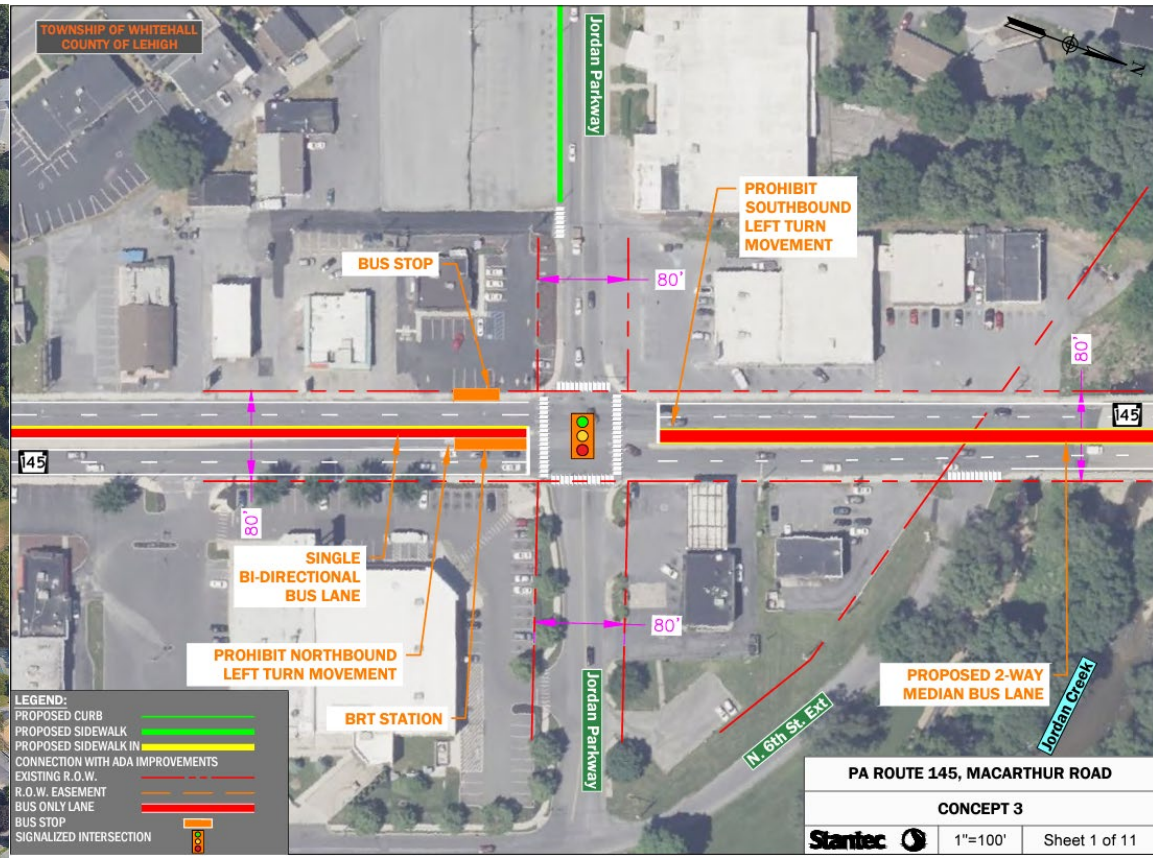 TOWNSHIP OF WHITEHALL
COUNTY OF LEHIGH
Jordan Parkway
N
PROHIBIT
SOUTHBOUND
LEFT TURN
MOVEMENT
BUS STOP
80'
80'
80'
145
145
80'
SINGLE
BI-DIRECTIONAL
BUS LANE
PROHIBIT NORTHBOUND
LEFT TURN MOVEMENT
BRT STATION
Jordan Parkway
N. 6th St. Ext
PROPOSED 2-WAY
MEDIAN BUS LANE
Jordan Creek
LEGEND:
PROPOSED CURB
PROPOSED SIDEWALK
PROPOSED SIDEWALK IN
CONNECTION WITH ADA IMPROVEMENTS
EXISTING R.O.W.
R.O.W. EASEMENT
BUS ONLY LANE
BUS STOP
SIGNALIZED INTERSECTION
PA ROUTE 145, MACARTHUR ROAD
CONCEPT 3
Stantec
1"=100'
Sheet 1 of 11